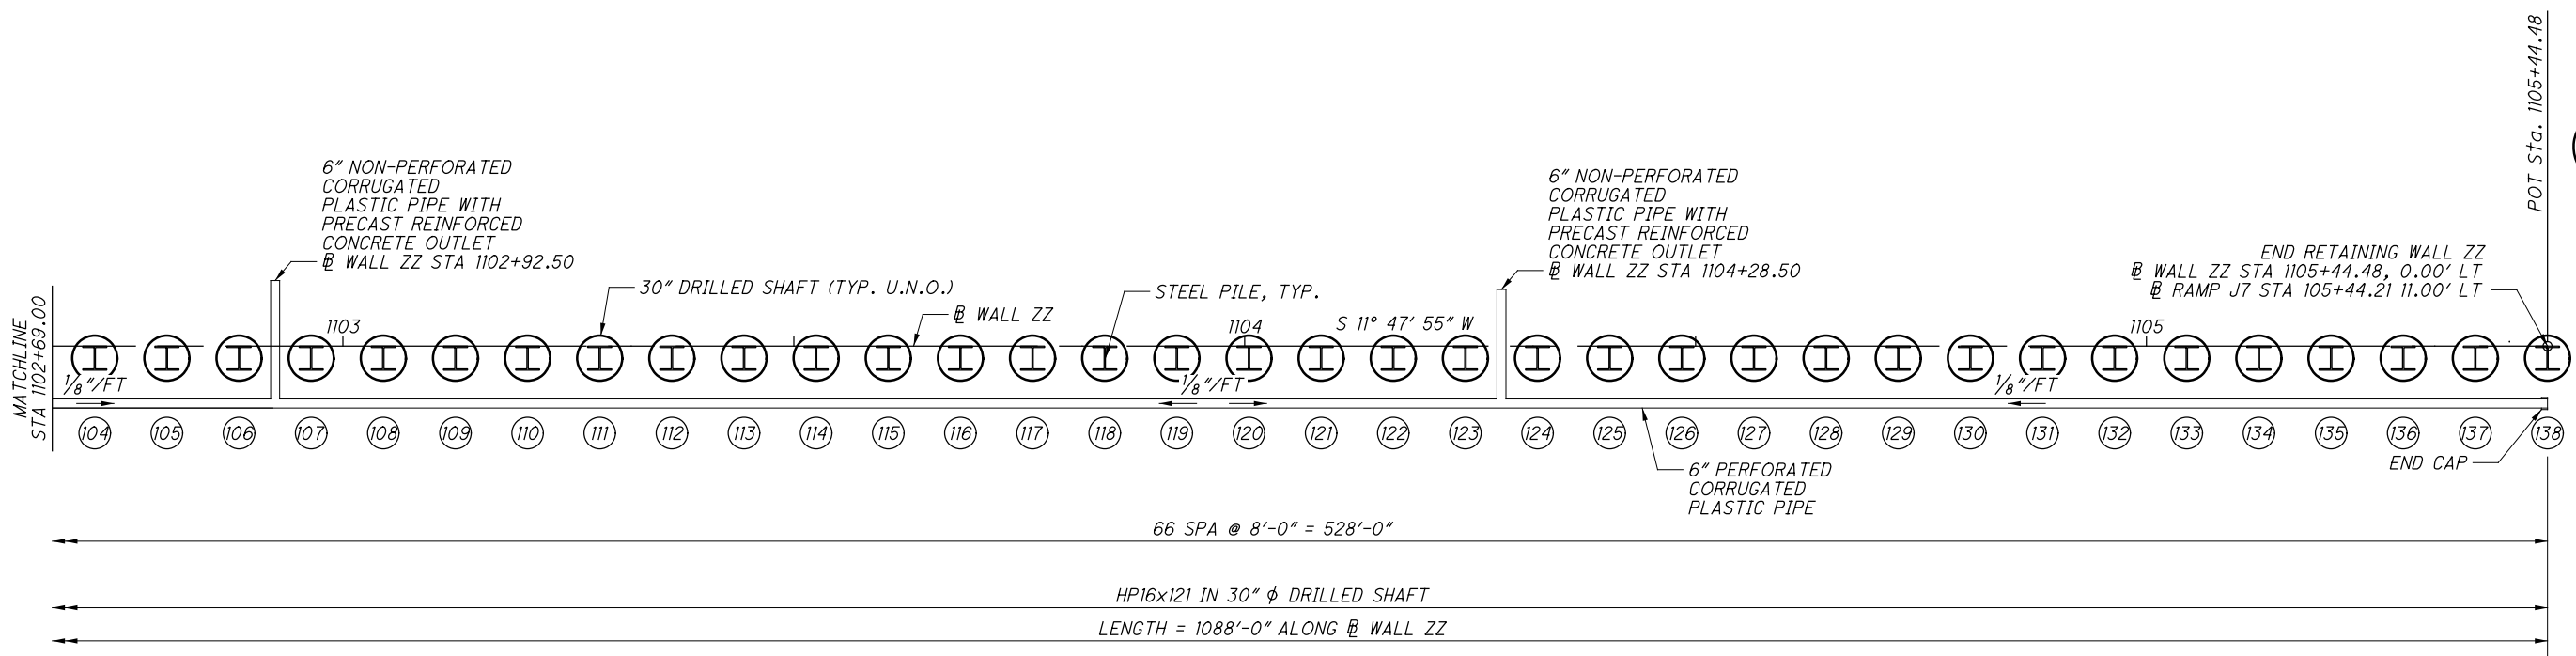 POT Sta. 1105+44.48
6" NON-PERFORATED
CORRUGATED
PLASTIC PIPE WITH
PRECAST REINFORCED
CONCRETE OUTLET
℄ WALL ZZ STA 1102+92.50
6" NON-PERFORATED
CORRUGATED
PLASTIC PIPE WITH
PRECAST REINFORCED
CONCRETE OUTLET
℄ WALL ZZ STA 1104+28.50
END RETAINING WALL ZZ
℄ WALL ZZ STA 1105+44.48, 0.00' LT
℄ RAMP J7 STA 105+44.21 11.00' LT
MATCHLINE
STA 1102+69.00
30" DRILLED SHAFT (TYP. U.N.O.)
STEEL PILE, TYP.
℄ WALL ZZ
1103
1104
S 11° 47' 55" W
1105
1/8"/FT
1/8"/FT
1/8"/FT
104 105 106 107 108 109 110 111 112 113 114 115 116 117 118 119 120 121 122 123 124 125 126 127 128 129 130 131 132 133 134 135 136 137 138
6" PERFORATED
CORRUGATED
PLASTIC PIPE
END CAP
66 SPA @ 8'-0" = 528'-0"
HP16x121 IN 30" ϕ DRILLED SHAFT
LENGTH = 1088'-0" ALONG ℄ WALL ZZ